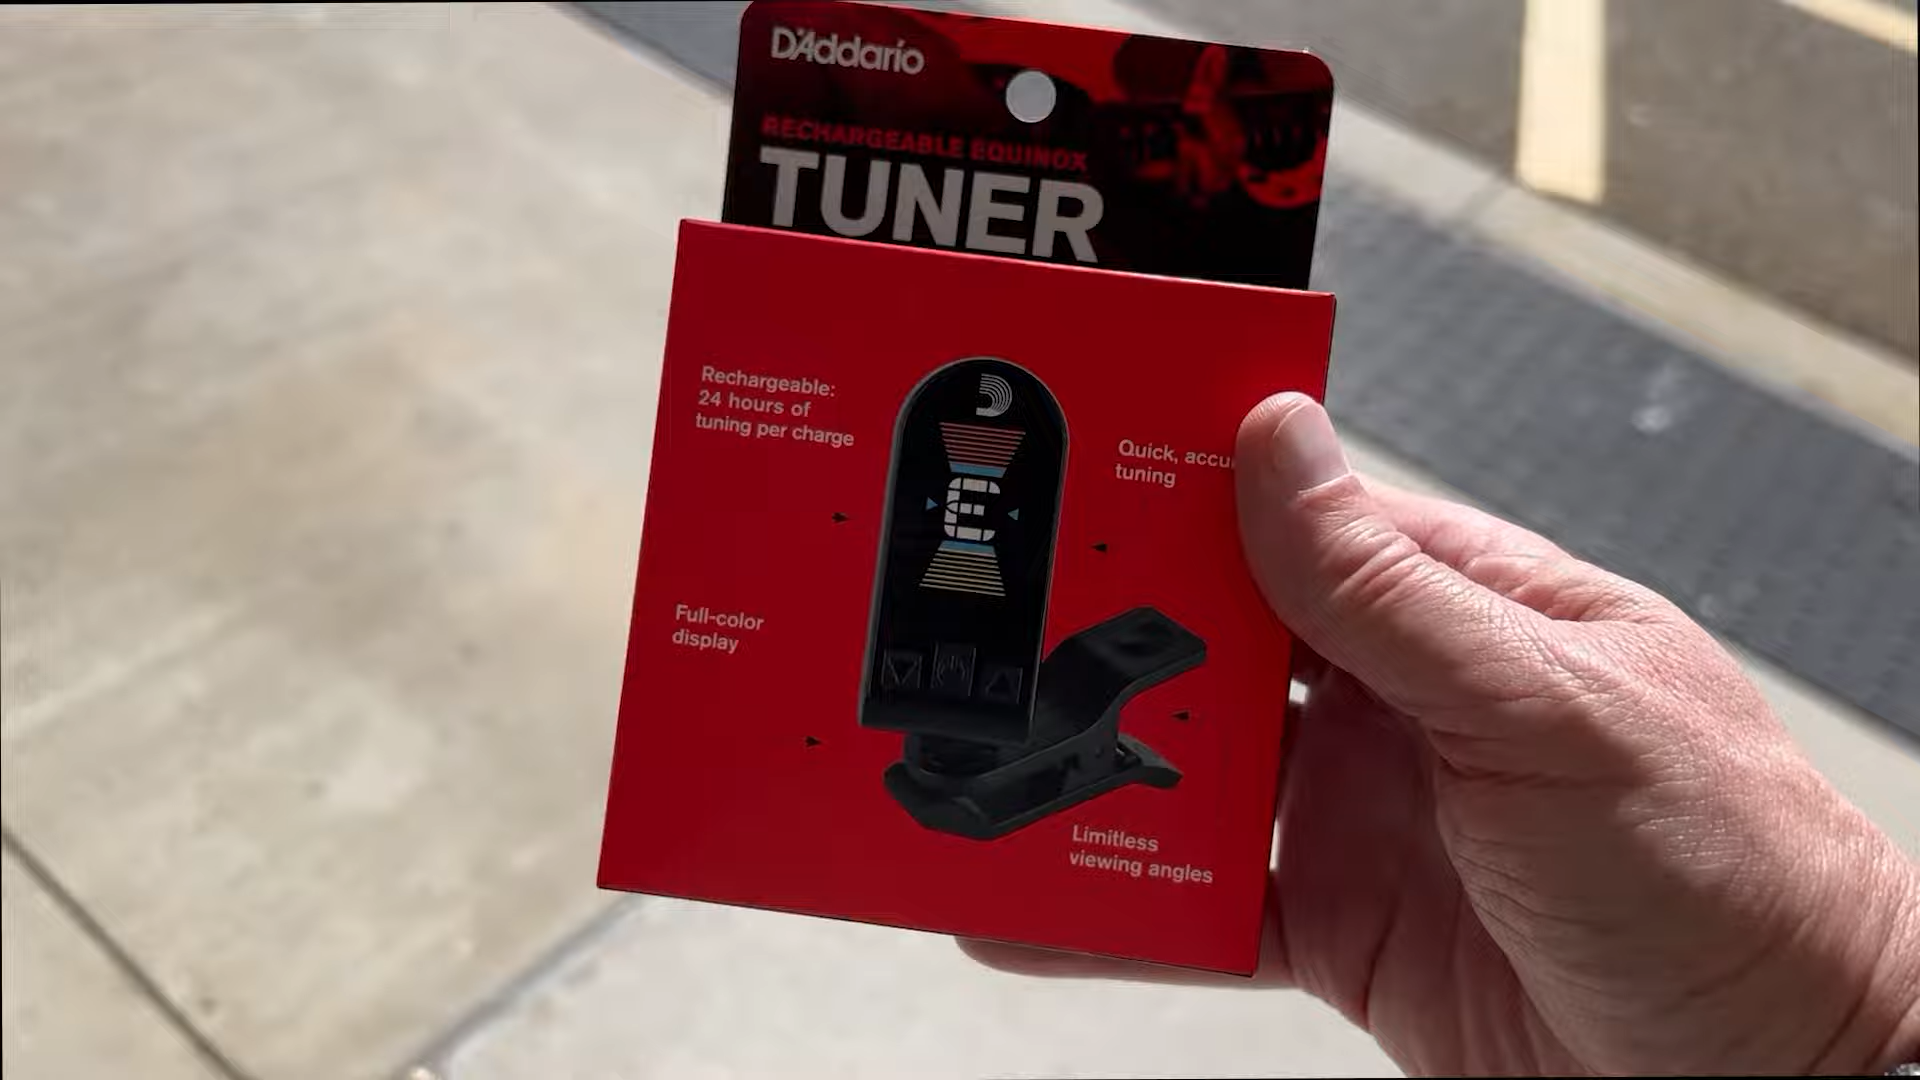 D'Addario
RECHARGEABLE EQUINOX
TUNER
Rechargeable:
24 hours of
tuning per charge
Quick,
tuning
E
Full-color
display
Limitless
viewing angles